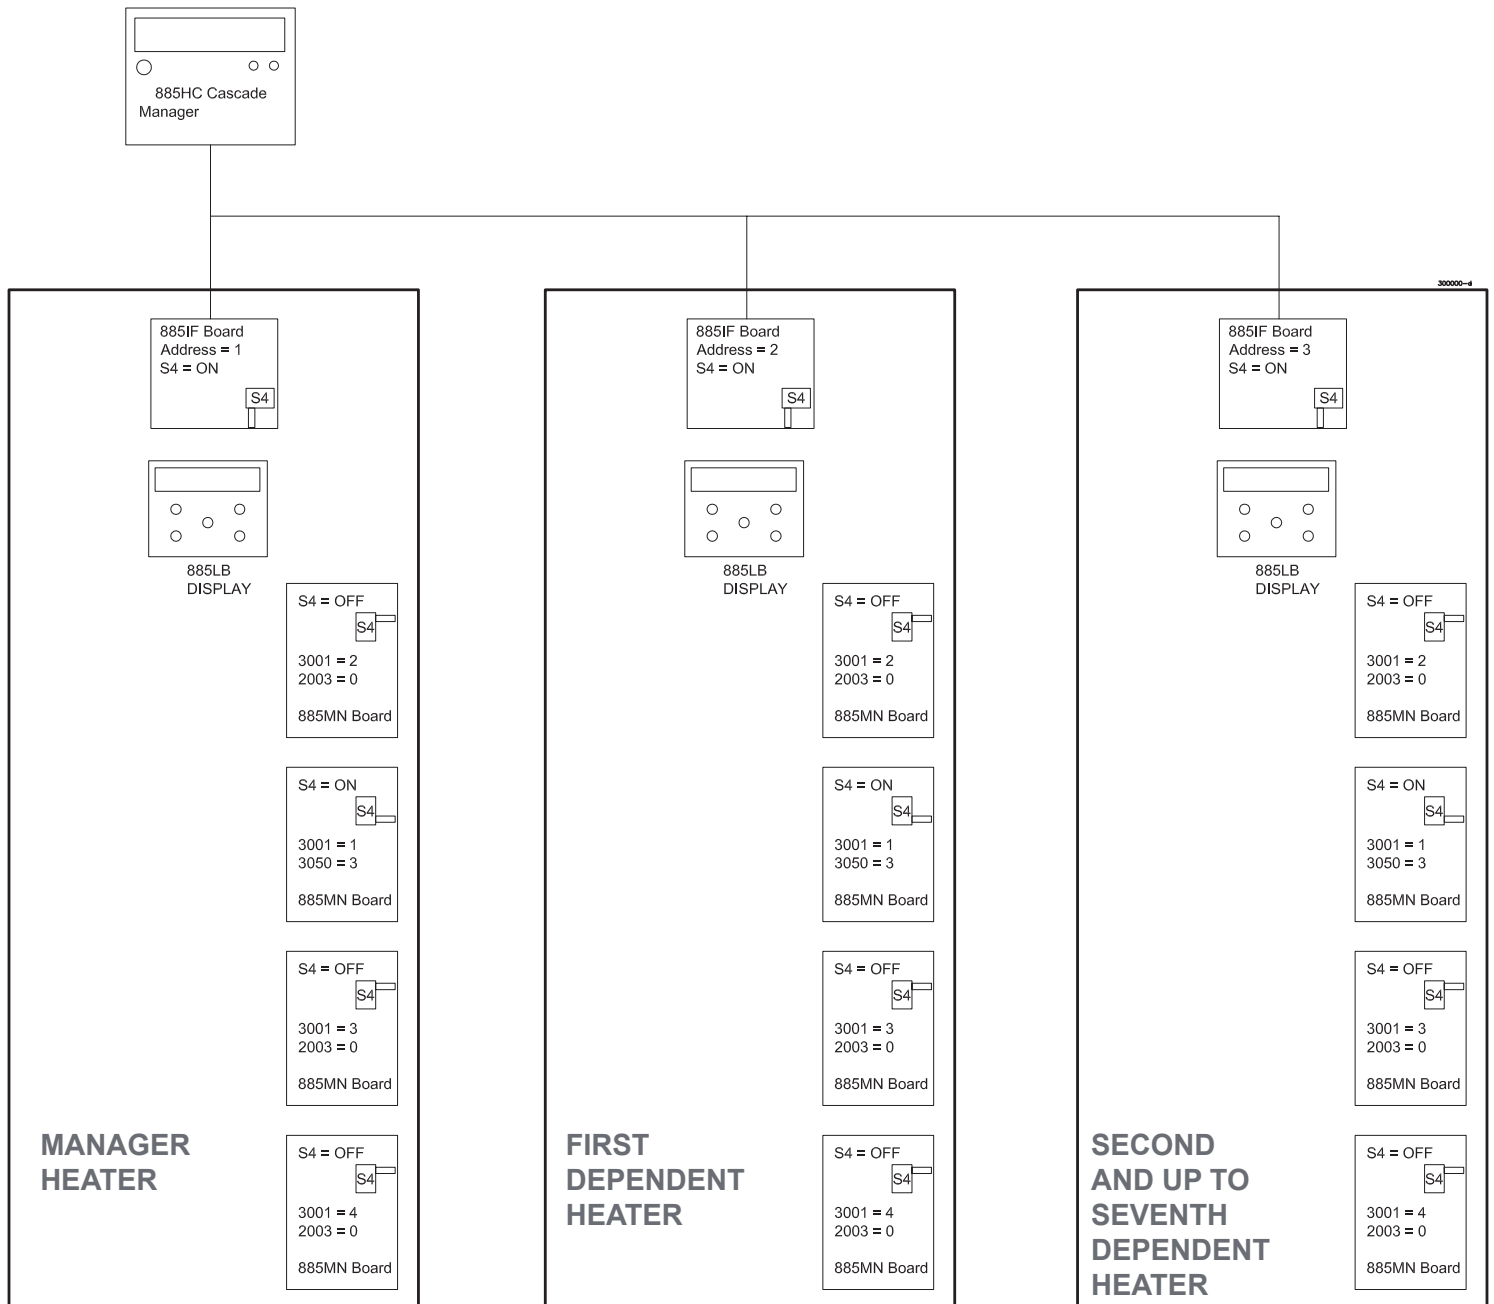 885HC Cascade
Manager
300000-d
885IF Board
Address = 1
S4 = ON
S4
885LB
DISPLAY
S4 = OFF
S4
3001 = 2
2003 = 0
885MN Board
S4 = ON
S4
3001 = 1
3050 = 3
885MN Board
S4 = OFF
S4
3001 = 3
2003 = 0
885MN Board
S4 = OFF
S4
3001 = 4
2003 = 0
885MN Board
MANAGER
HEATER
885IF Board
Address = 2
S4 = ON
S4
885LB
DISPLAY
S4 = OFF
S4
3001 = 2
2003 = 0
885MN Board
S4 = ON
S4
3001 = 1
3050 = 3
885MN Board
S4 = OFF
S4
3001 = 3
2003 = 0
885MN Board
S4 = OFF
S4
3001 = 4
2003 = 0
885MN Board
FIRST
DEPENDENT
HEATER
885IF Board
Address = 3
S4 = ON
S4
885LB
DISPLAY
S4 = OFF
S4
3001 = 2
2003 = 0
885MN Board
S4 = ON
S4
3001 = 1
3050 = 3
885MN Board
S4 = OFF
S4
3001 = 3
2003 = 0
885MN Board
S4 = OFF
S4
3001 = 4
2003 = 0
885MN Board
SECOND
AND UP TO
SEVENTH
DEPENDENT
HEATER